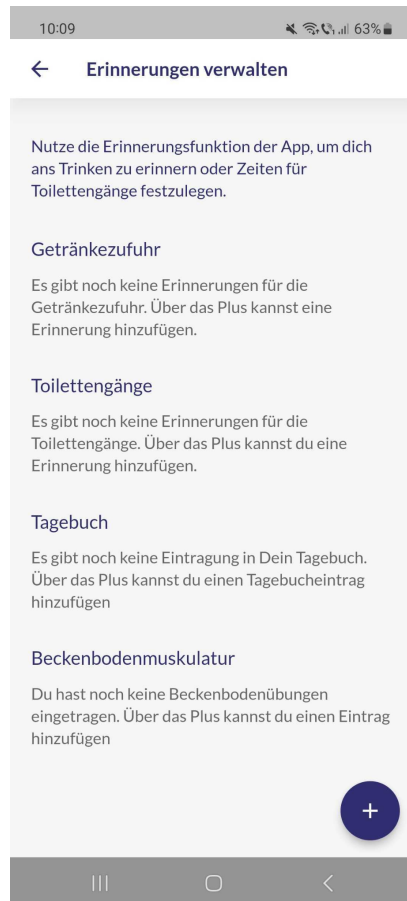 10:09
63%
Erinnerungen verwalten
Nutze die Erinnerungsfunktion der App, um dich
ans Trinken zu erinnern oder Zeiten für
Toilettengänge festzulegen.
Getränkezufuhr
Es gibt noch keine Erinnerungen für die
Getränkezufuhr. Über das Plus kannst eine
Erinnerung hinzufügen.
Toilettengänge
Es gibt noch keine Erinnerungen für die
Toilettengänge. Über das Plus kannst du eine
Erinnerung hinzufügen.
Tagebuch
Es gibt noch keine Eintragung in Dein Tagebuch.
Über das Plus kannst du einen Tagebucheintrag
hinzufügen
Beckenbodenmuskulatur
Du hast noch keine Beckenbodenübungen
eingetragen. Über das Plus kannst du einen Eintrag
hinzufügen